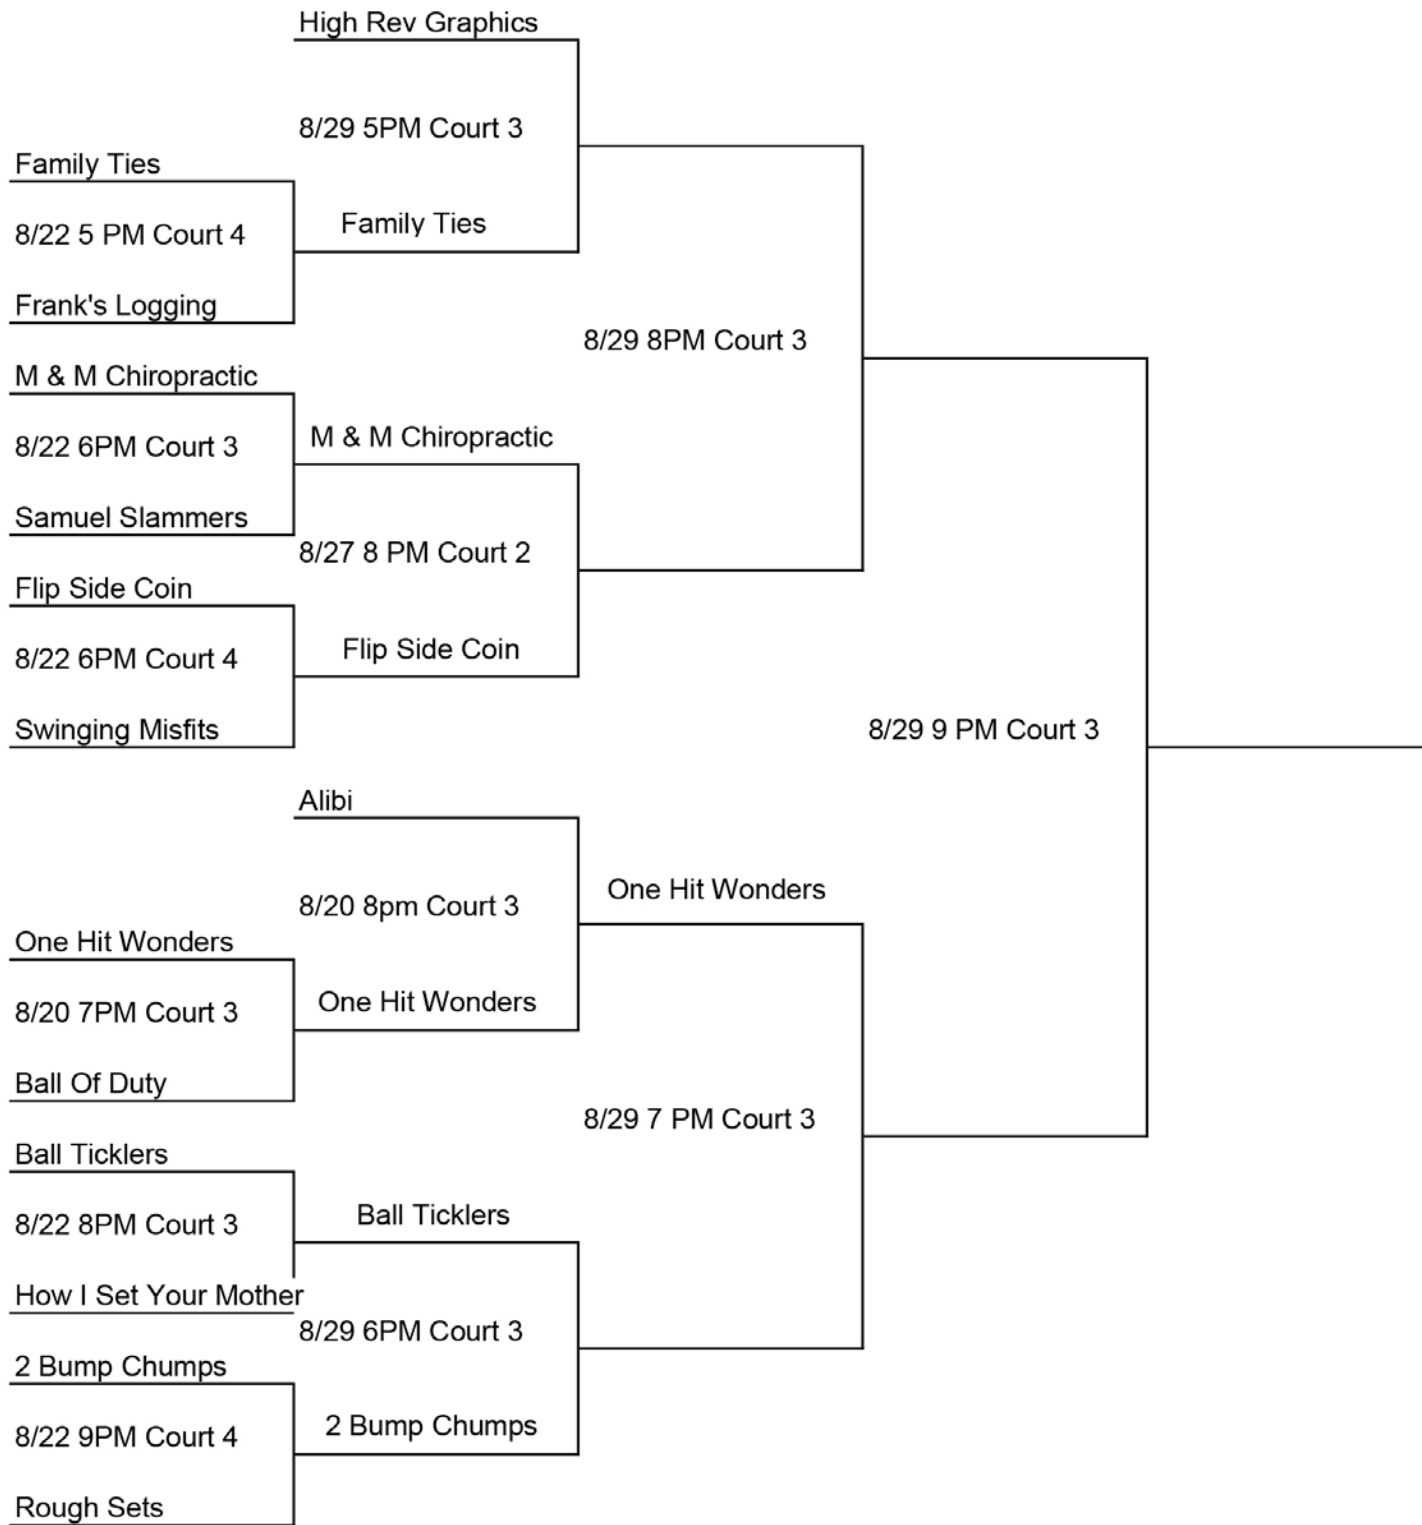 High Rev Graphics
8/29 5PM Court 3
Family Ties
8/22 5 PM Court 4
Family Ties
Frank's Logging
8/29 8PM Court 3
M & M Chiropractic
8/22 6PM Court 3
M & M Chiropractic
Samuel Slammers
8/27 8 PM Court 2
Flip Side Coin
8/22 6PM Court 4
Flip Side Coin
Swinging Misfits
8/29 9 PM Court 3
Alibi
8/20 8pm Court 3
One Hit Wonders
One Hit Wonders
8/20 7PM Court 3
One Hit Wonders
Ball Of Duty
8/29 7 PM Court 3
Ball Ticklers
8/22 8PM Court 3
Ball Ticklers
How I Set Your Mother
8/29 6PM Court 3
2 Bump Chumps
8/22 9PM Court 4
2 Bump Chumps
Rough Sets